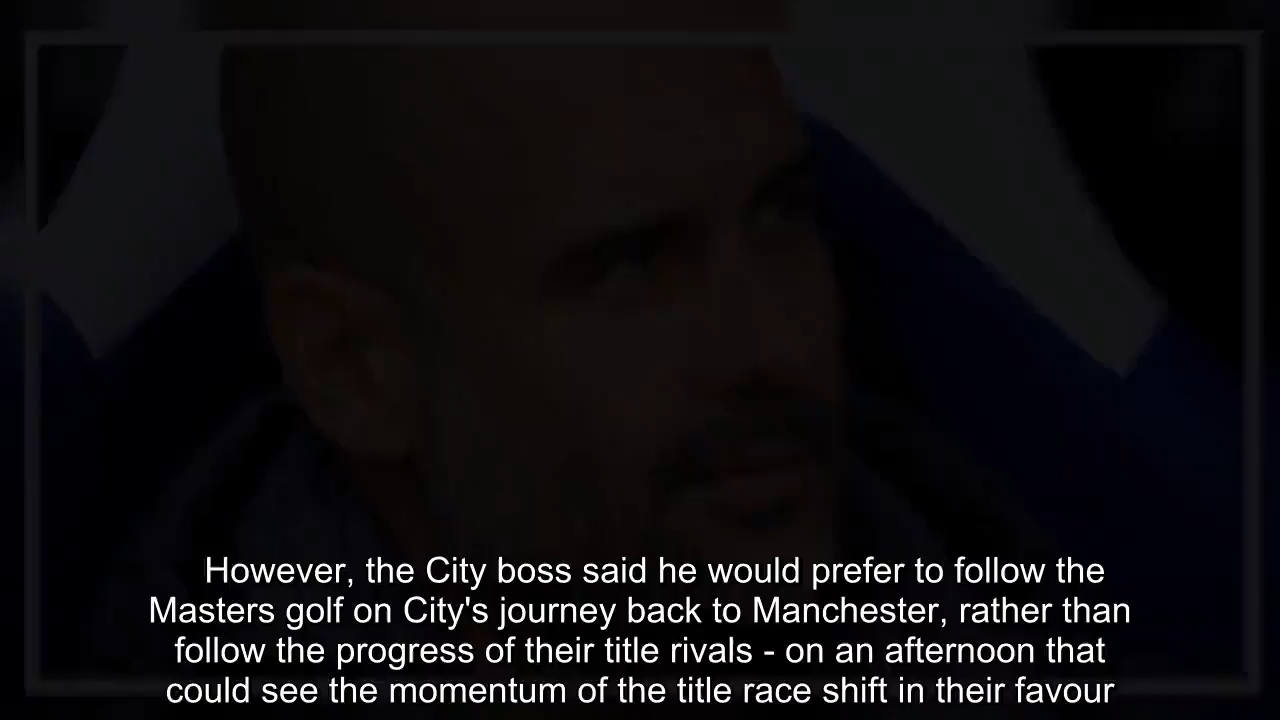 However, the City boss said he would prefer to follow the
Masters golf on City's journey back to Manchester, rather than
follow the progress of their title rivals - on an afternoon that
could see the momentum of the title race shift in their favour